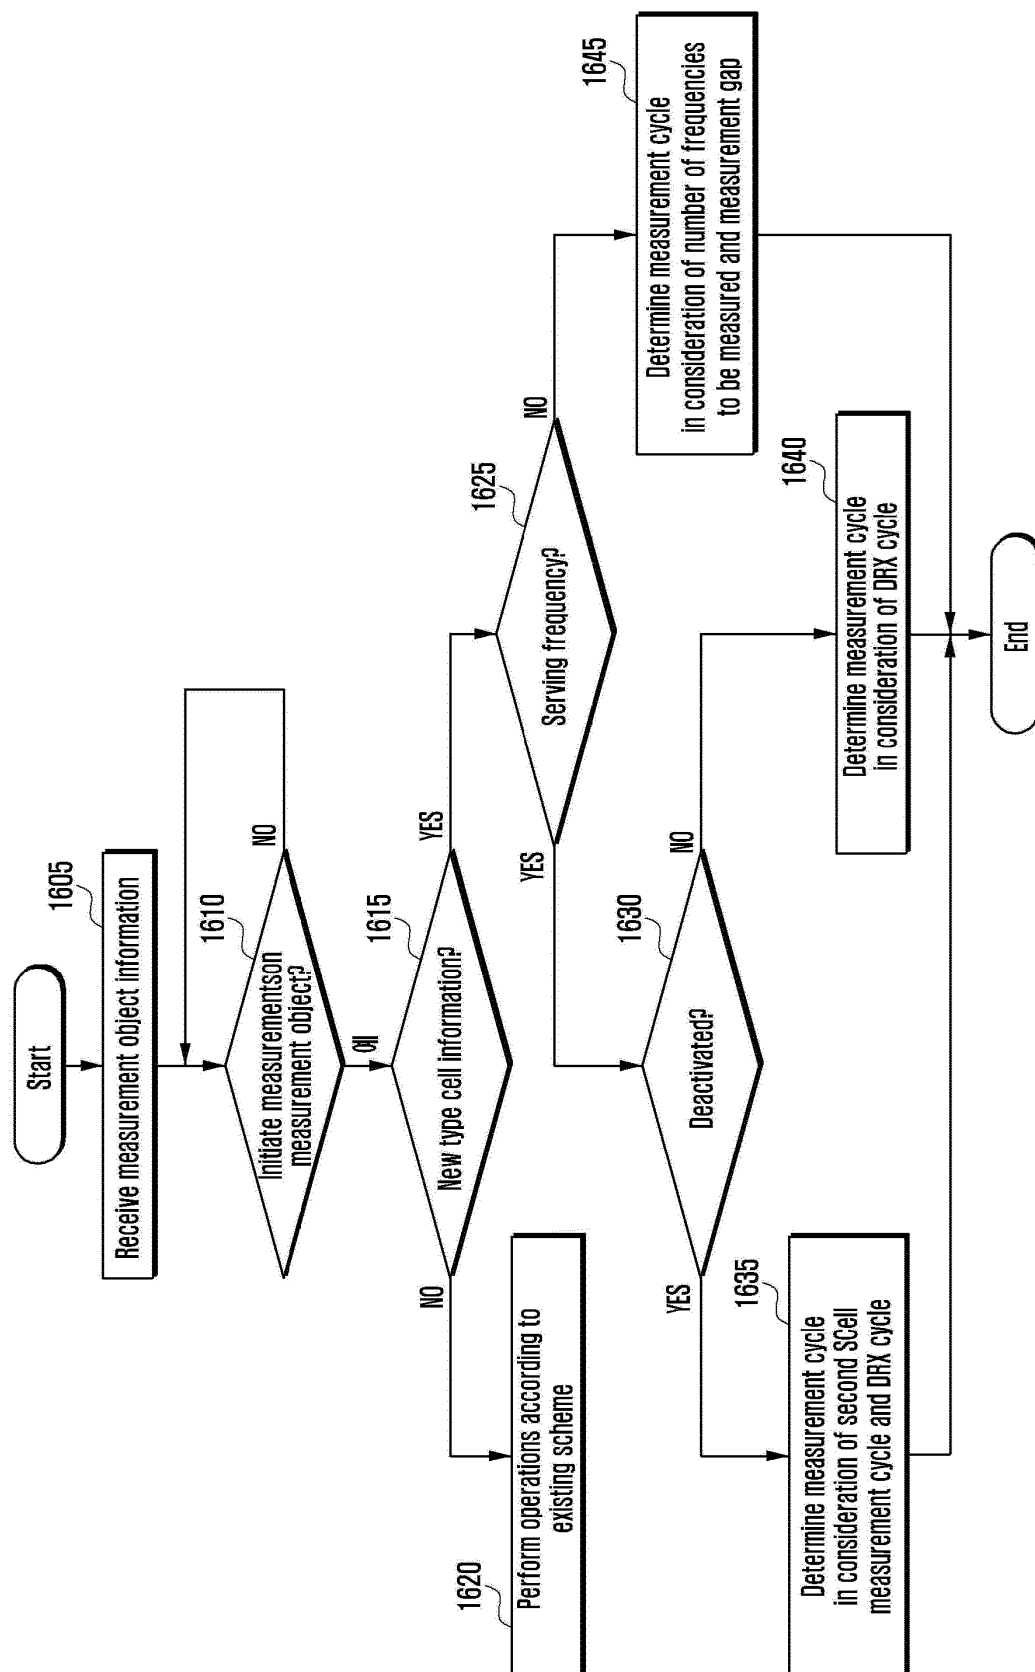 Start
1605
Receive measurement object information
1610
Initiate measurementson
measurement object?
NO
예
1615
New type cell information?
NO
YES
1620
Perform operations according to
existing scheme
1625
Serving frequency?
YES
NO
1630
Deactivated?
YES
NO
1635
Determine measurement cycle
in consideration of second SCell
measurement cycle and DRX cycle
1640
Determine measurement cycle
in consideration of DRX cycle
1645
Determine measurement cycle
in consideration of number of frequencies
to be measured and measurement gap
End